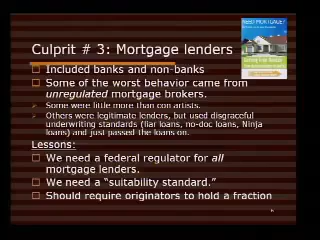 NEED MORTGAGE?
Culprit # 3: Mortgage lenders
Included banks and non-banks
Some of the worst behavior came from
unregulated mortgage brokers.
Some were little more than con artists.
Others were legitimate lenders, but used disgraceful
underwriting standards (liar loans, no-doc loans, Ninja
loans) and just passed the loans on.
Lessons:
We need a federal regulator for all
mortgage lenders.
We need a “suitability standard.”
Should require originators to hold a fraction